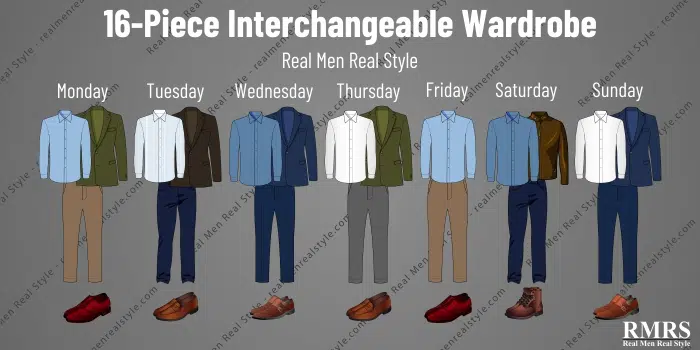 16-Piece Interchangeable Wardrobe
Real Men Real Style
Monday Tuesday Wednesday Thursday Friday Saturday Sunday
RMRS
Real Men Real Style